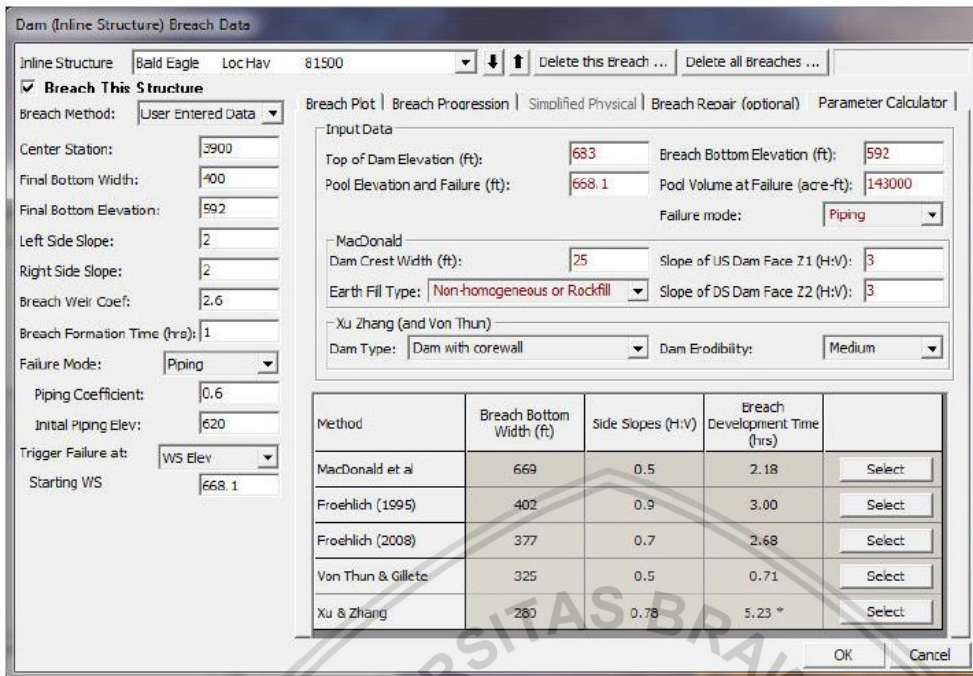 Dam (Inline Structure) Breach Data
Inline Structure Bald Eagle Loc Hav 81500 Delete this Breach ... Delete all Breaches ...
Breach This Structure
Breach Method: User Entered Data
Center Station: 3900
Final Bottom Width: 400
Final Bottom Elevation: 592
Left Side Slope: 2
Right Side Slope: 2
Breach Weir Coef: 2.6
Breach Formation Time (hrs): 1
Failure Mode: Piping
Piping Coefficient: 0.6
Initial Piping Elev: 620
Trigger Failure at: WS Elev
Starting WS 668.1
Breach Plot Breach Progression Simplified Physical Breach Repair (optional) Parameter Calculator
Input Data
Top of Dam Elevation (ft): 683 Breach Bottom Elevation (ft): 592
Pool Elevation and Failure (ft): 668.1 Pool Volume at Failure (acre-ft): 143000
Failure mode: Piping
MacDonald
Dam Crest Width (ft): 25 Slope of US Dam Face Z1 (H:V): 3
Earth Fill Type: Non-homogeneous or Rockfill Slope of DS Dam Face Z2 (H:V): 3
Xu Zhang (and Von Thun)
Dam Type: Dam with corewall Dam Erodibility: Medium
Method Breach Bottom Width (ft) Side Slopes (H:V) Breach Development Time (hrs)
MacDonald et al 669 0.5 2.18 Select
Froehlich (1995) 402 0.9 3.00 Select
Froehlich (2008) 377 0.7 2.68 Select
Von Thun & Gillete 325 0.5 0.71 Select
Xu & Zhang 280 0.78 5.23 * Select
OK Cancel
ERSITAS BRAW